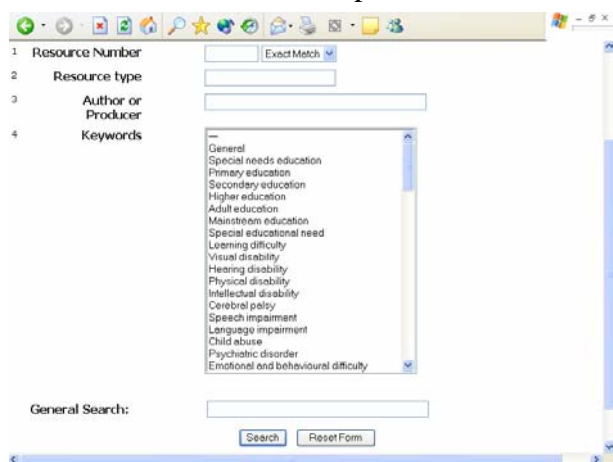 1 Resource Number Exact Match
2 Resource type
3 Author or
Producer
4 Keywords
—
General
Special needs education
Primary education
Secondary education
Higher education
Adult education
Mainstream education
Special educational need
Learning difficulty
Visual disability
Hearing disability
Physical disability
Intellectual disability
Cerebral palsy
Speech impairment
Language impairment
Child abuse
Psychiatric disorder
Emotional and behavioural difficulty
General Search:
Search Reset Form